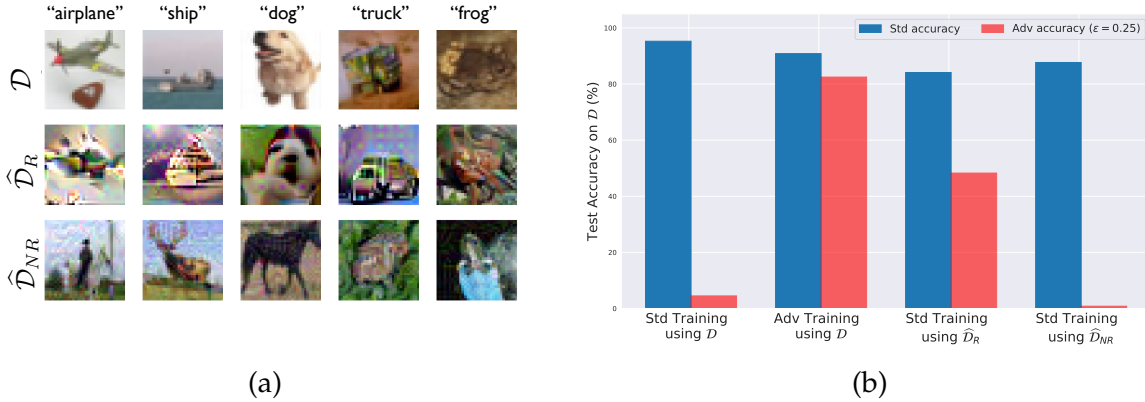 "airplane" "ship" "dog" "truck" "frog"
𝒟
𝒟̂_R
𝒟̂_NR
(a)
Std accuracy
Adv accuracy (ε = 0.25)
Test Accuracy on 𝒟 (%)
100
80
60
40
20
0
Std Training
using 𝒟
Adv Training
using 𝒟
Std Training
using 𝒟̂_R
Std Training
using 𝒟̂_NR
(b)